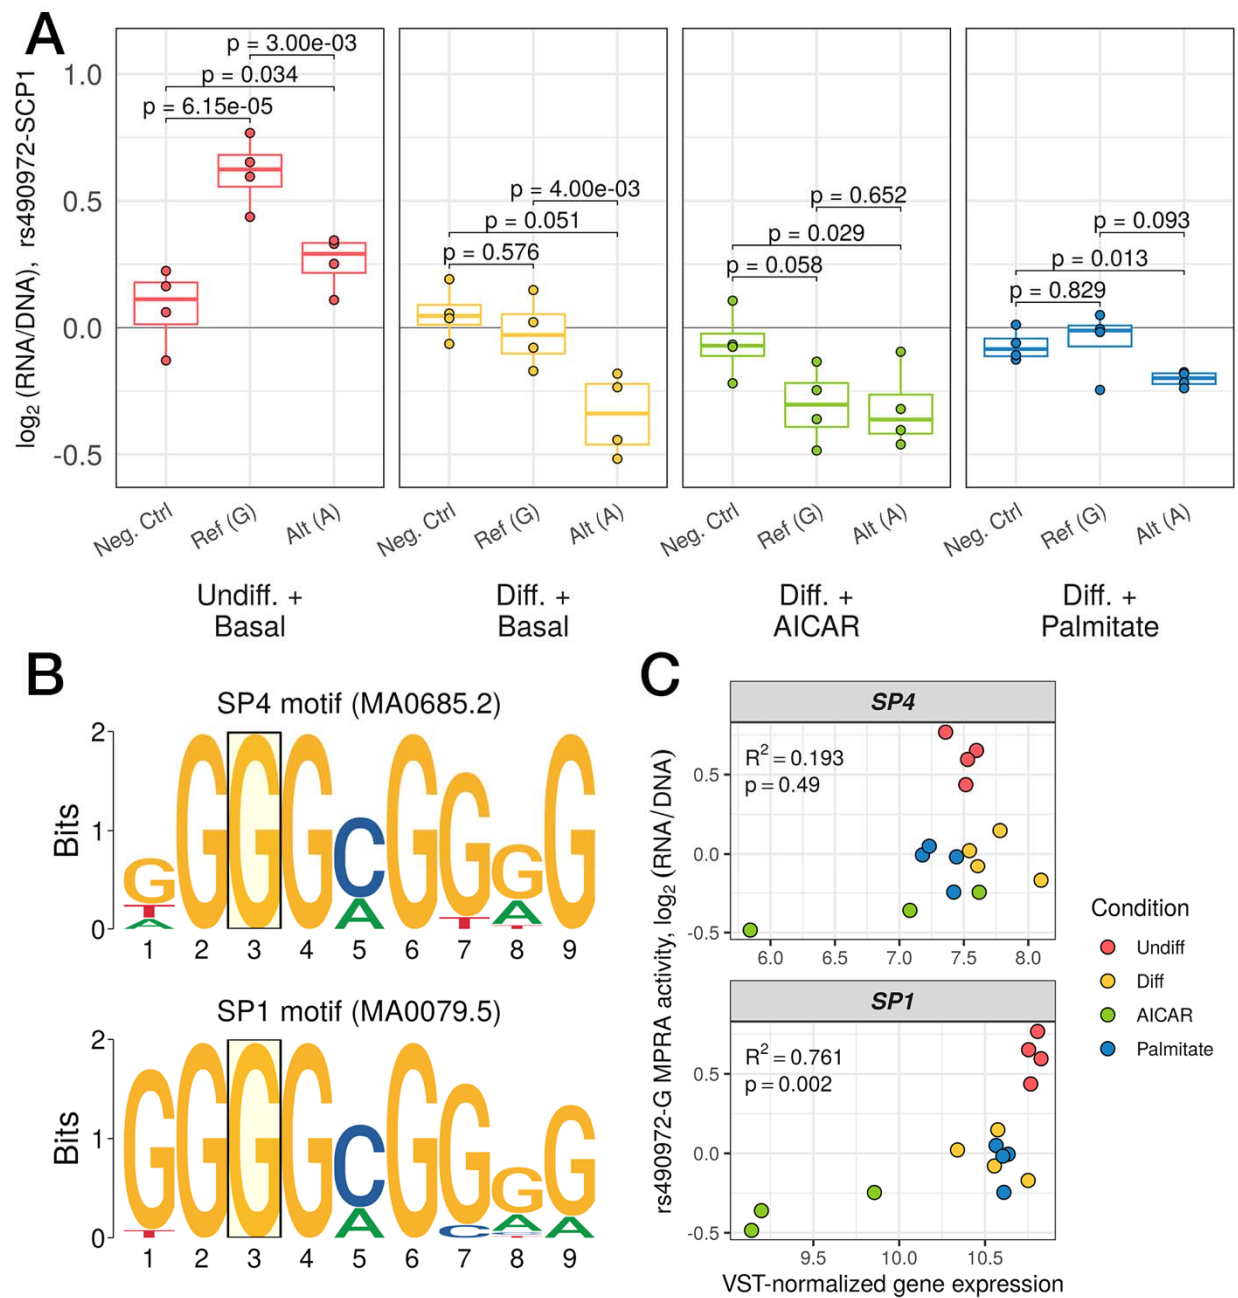 A
log2 (RNA/DNA), rs490972-SCP1
1.0
0.5
0.0
-0.5
p = 3.00e-03
p = 0.034
p = 6.15e-05
p = 4.00e-03
p = 0.051
p = 0.576
p = 0.652
p = 0.029
p = 0.058
p = 0.093
p = 0.013
p = 0.829
Neg. Ctrl Ref (G) Alt (A)
Neg. Ctrl Ref (G) Alt (A)
Neg. Ctrl Ref (G) Alt (A)
Neg. Ctrl Ref (G) Alt (A)
Undiff. +
Basal
Diff. +
Basal
Diff. +
AICAR
Diff. +
Palmitate
B
SP4 motif (MA0685.2)
Bits
2
1
0
G T A
G
G
G
C A
G
G T
G A T
G
1 2 3 4 5 6 7 8 9
SP1 motif (MA0079.5)
Bits
2
1
0
G T
G
G
G
C A
G
G C
G A C T
G A
1 2 3 4 5 6 7 8 9
C
rs490972-G MPRA activity, log2 (RNA/DNA)
SP4
R² = 0.193
p = 0.49
0.5
0.0
-0.5
6.0 6.5 7.0 7.5 8.0
SP1
R² = 0.761
p = 0.002
0.5
0.0
-0.5
9.5 10.0 10.5
VST-normalized gene expression
Condition
Undiff
Diff
AICAR
Palmitate